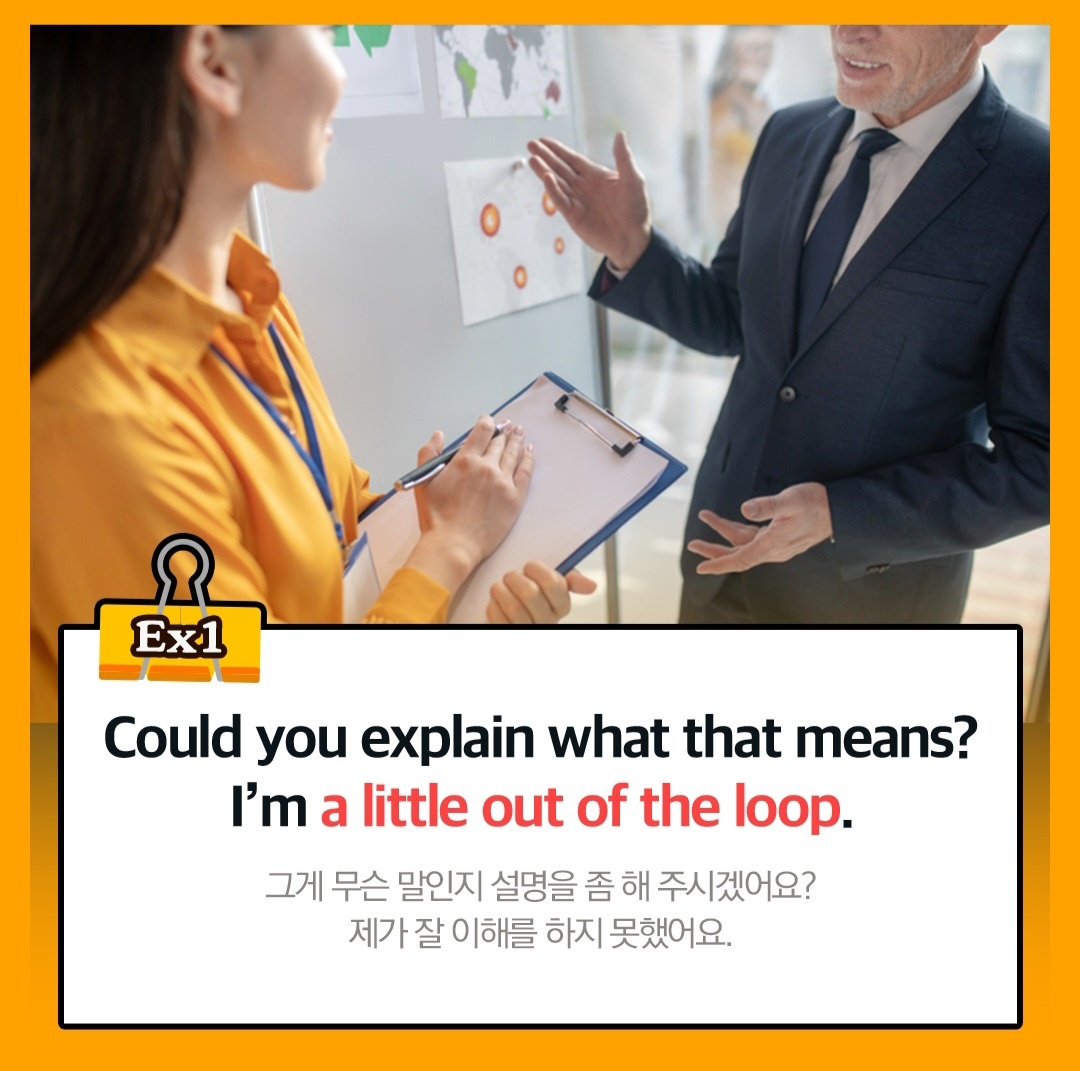 Ex1
Could you explain what that means?
I’m a little out of the loop.
그게 무슨 말인지 설명을 좀 해 주시겠어요?
제가 잘 이해를 하지 못했어요.